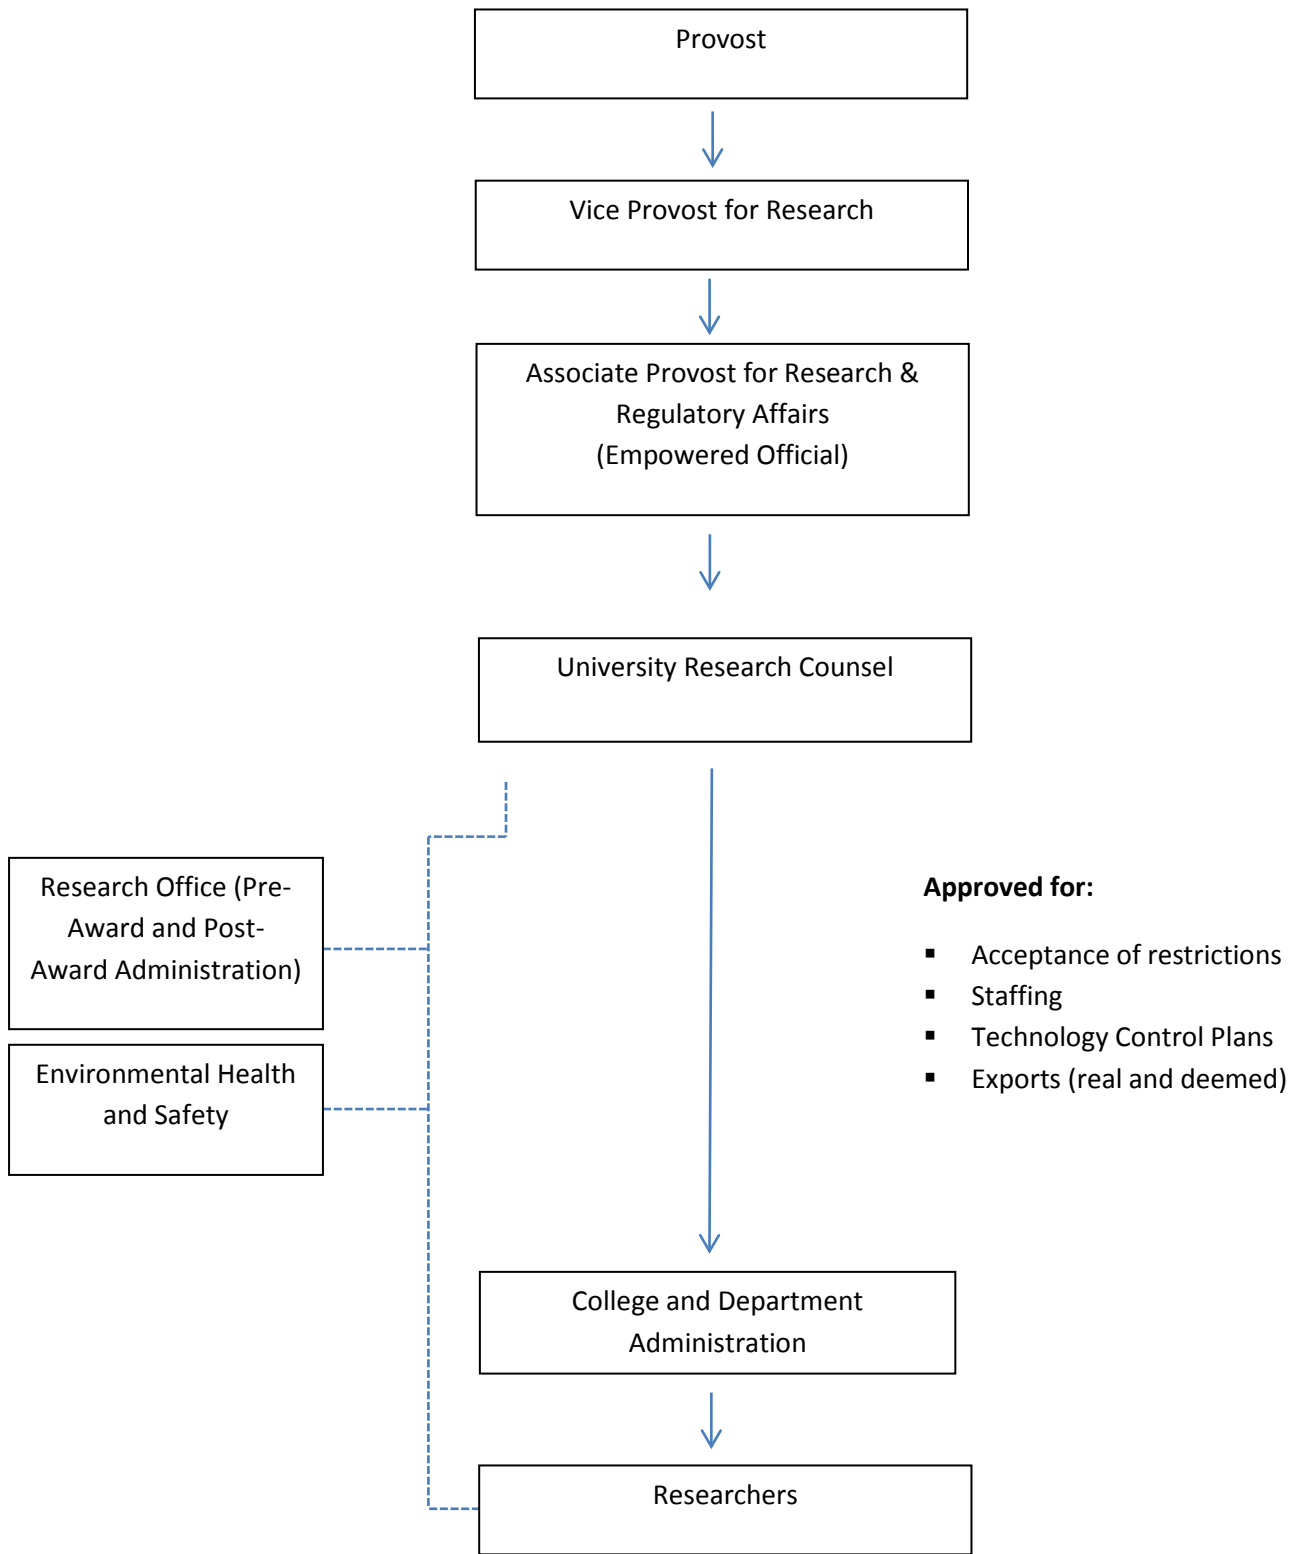 Provost
Vice Provost for Research
Associate Provost for Research &
Regulatory Affairs
(Empowered Official)
University Research Counsel
Research Office (Pre-
Award and Post-
Award Administration)
Environmental Health
and Safety
Approved for:
▪ Acceptance of restrictions
▪ Staffing
▪ Technology Control Plans
▪ Exports (real and deemed)
College and Department
Administration
Researchers